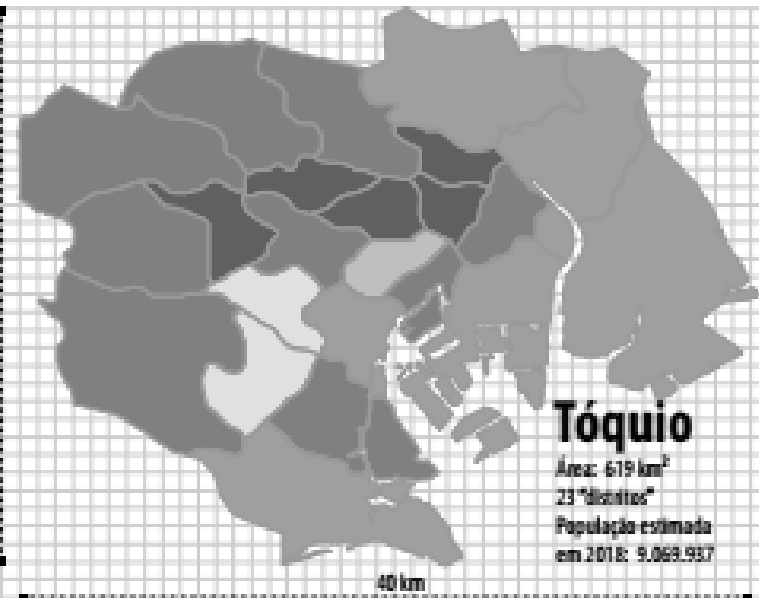 Tóquio
Área: 619 km²
23 "distritos"
População estimada
em 2018: 9.069.937
40 km